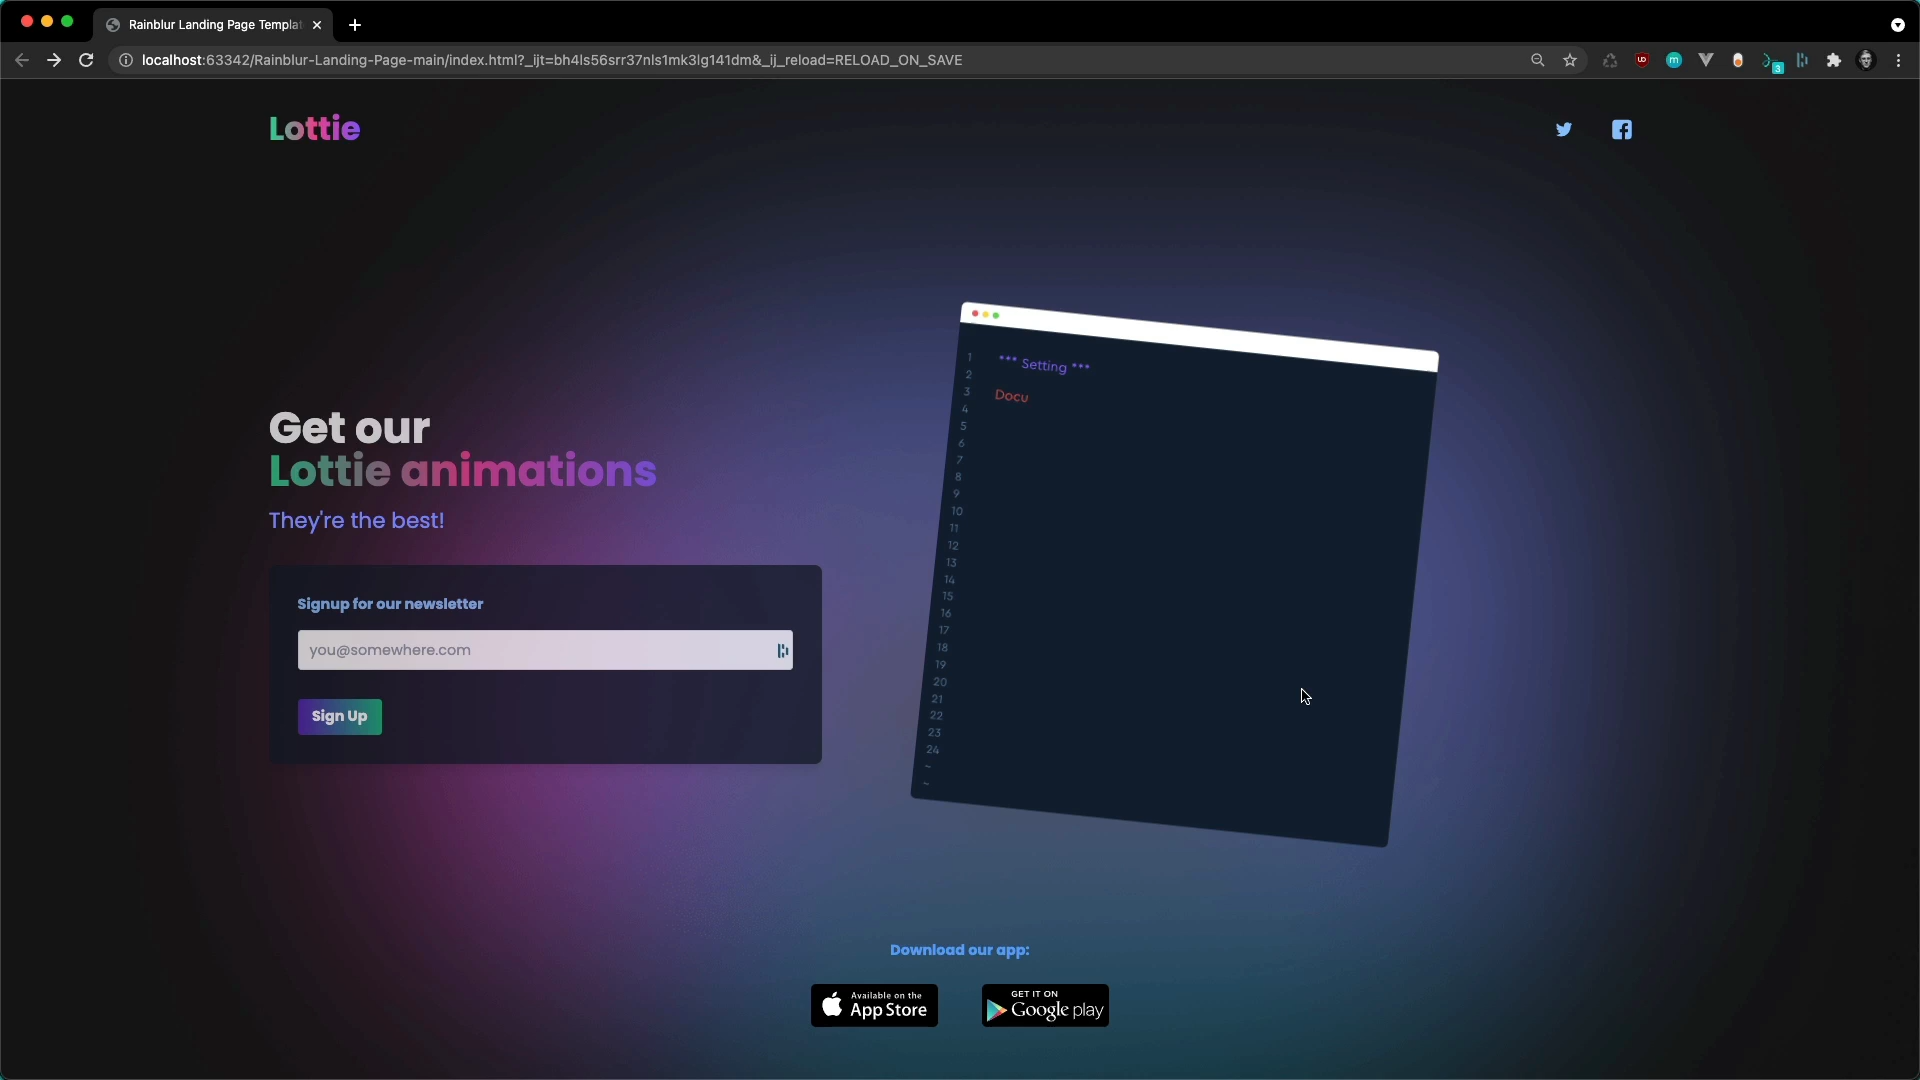 Rainblur Landing Page Templat
localhost:63342/Rainblur-Landing-Page-main/index.html?_ijt=bh4ls56srr37nls1mk3lg141dm&_ij_reload=RELOAD_ON_SAVE
3
Lottie
Get our
Lottie animations
They're the best!
Signup for our newsletter
you@somewhere.com
Sign Up
1
*** Setting ***
2
3
Docu
4
5
6
7
8
9
10
11
12
13
14
15
16
17
18
19
20
21
22
23
24
~
~
Download our app:
Available on the
App Store
GET IT ON
Google play